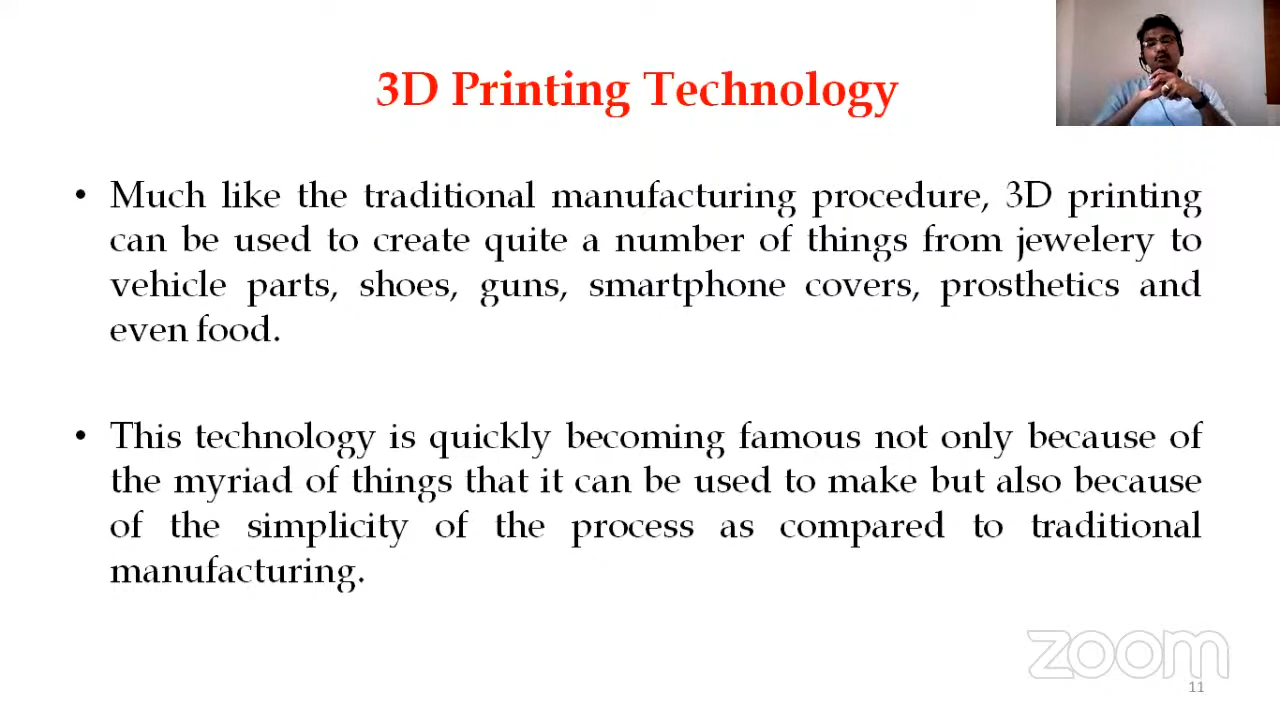 3D Printing Technology
• Much like the traditional manufacturing procedure, 3D printing
can be used to create quite a number of things from jewelery to
vehicle parts, shoes, guns, smartphone covers, prosthetics and
even food.
• This technology is quickly becoming famous not only because of
the myriad of things that it can be used to make but also because
of the simplicity of the process as compared to traditional
manufacturing.
zoom
11